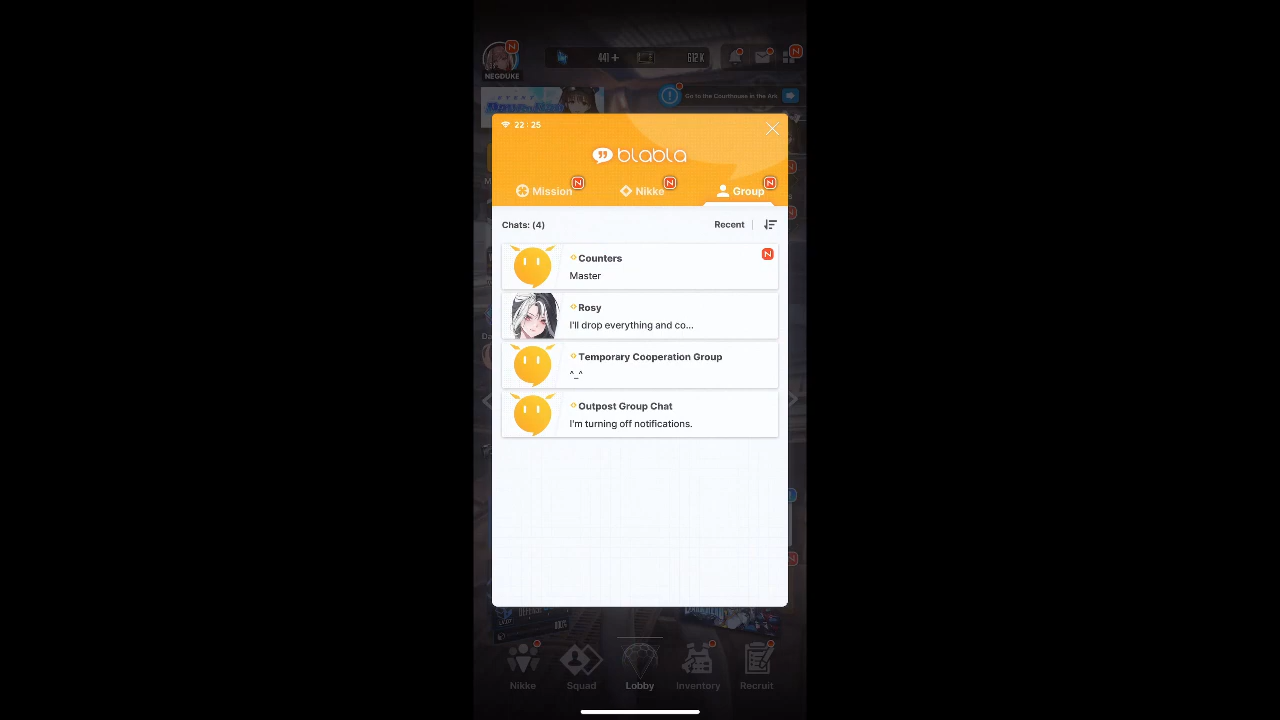 N
441+
612K
N
NEGDUKE
Go to the Courthouse in the Ark
22 : 25
blabla
Mission N
Nikke N
Group N
Chats: (4)
Recent
Counters N
Master
Rosy
I'll drop everything and co...
Temporary Cooperation Group
^_^
Outpost Group Chat
I'm turning off notifications.
Nikke
Squad
Lobby
Inventory
Recruit